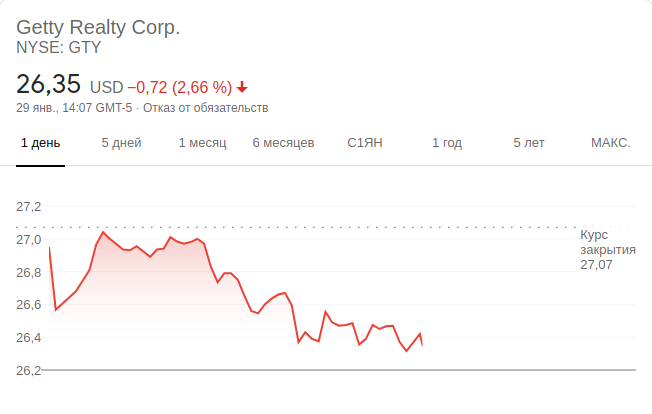 Getty Realty Corp.
NYSE: GTY
26,35 USD −0,72 (2,66 %)
29 янв., 14:07 GMT-5 · Отказ от обязательств
1 день 5 дней 1 месяц 6 месяцев С1ЯН 1 год 5 лет МАКС.
27,2
27,0
26,8
26,6
26,4
26,2
Курс
закрытия
27,07